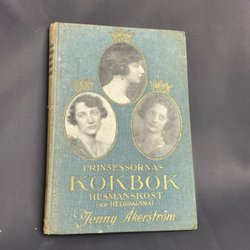 PRINSESSORNAS
KOKBOK
HUSMANSKOST
OCH HELGDAGSMAT
Jenny Åkerström